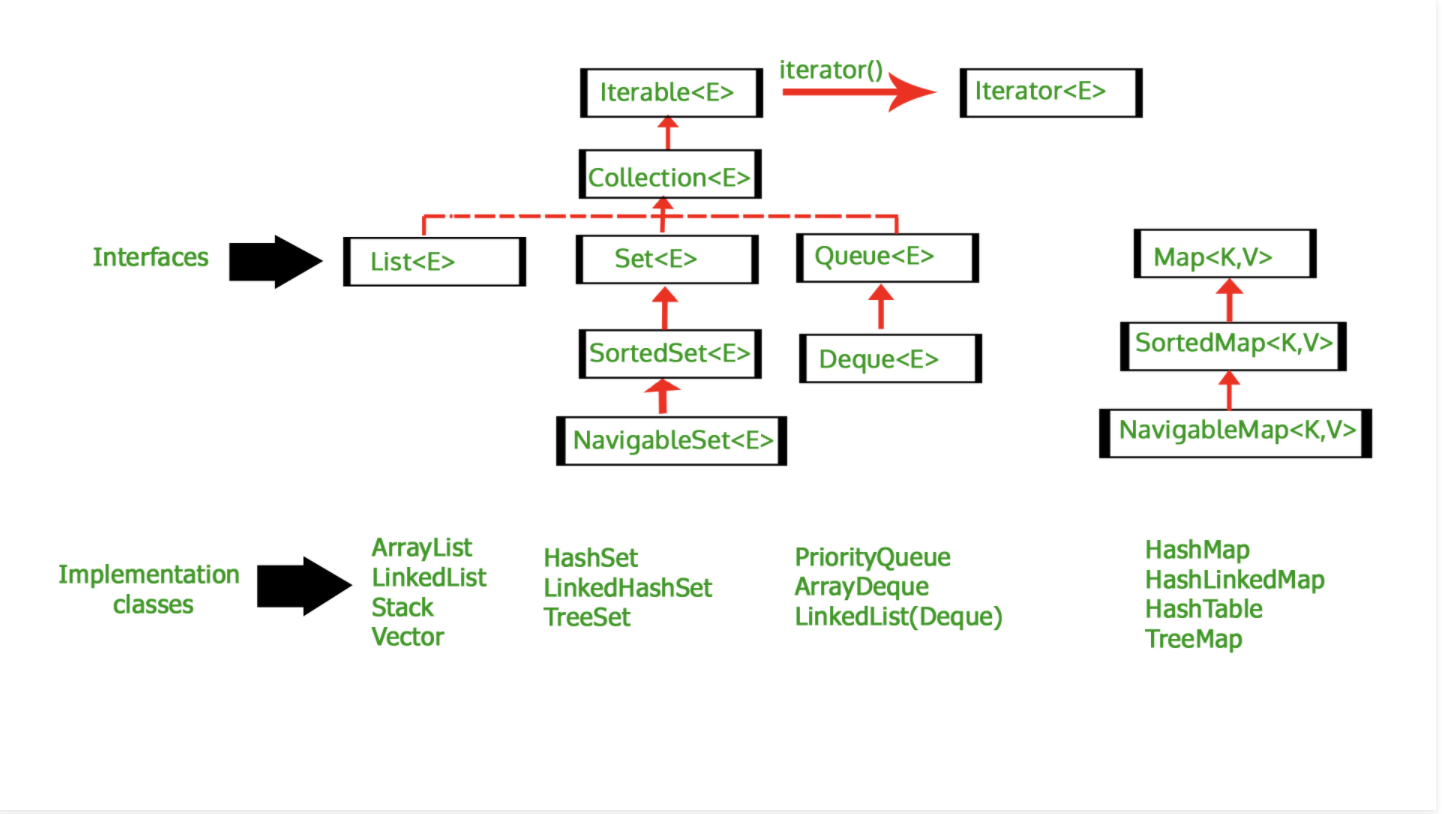 iterator()
Iterable<E>
Iterator<E>
Collection<E>
Interfaces
List<E>
Set<E>
Queue<E>
Map<K,V>
SortedSet<E>
Deque<E>
SortedMap<K,V>
NavigableSet<E>
NavigableMap<K,V>
Implementation
classes
ArrayList
LinkedList
Stack
Vector
HashSet
LinkedHashSet
TreeSet
PriorityQueue
ArrayDeque
LinkedList(Deque)
HashMap
HashLinkedMap
HashTable
TreeMap